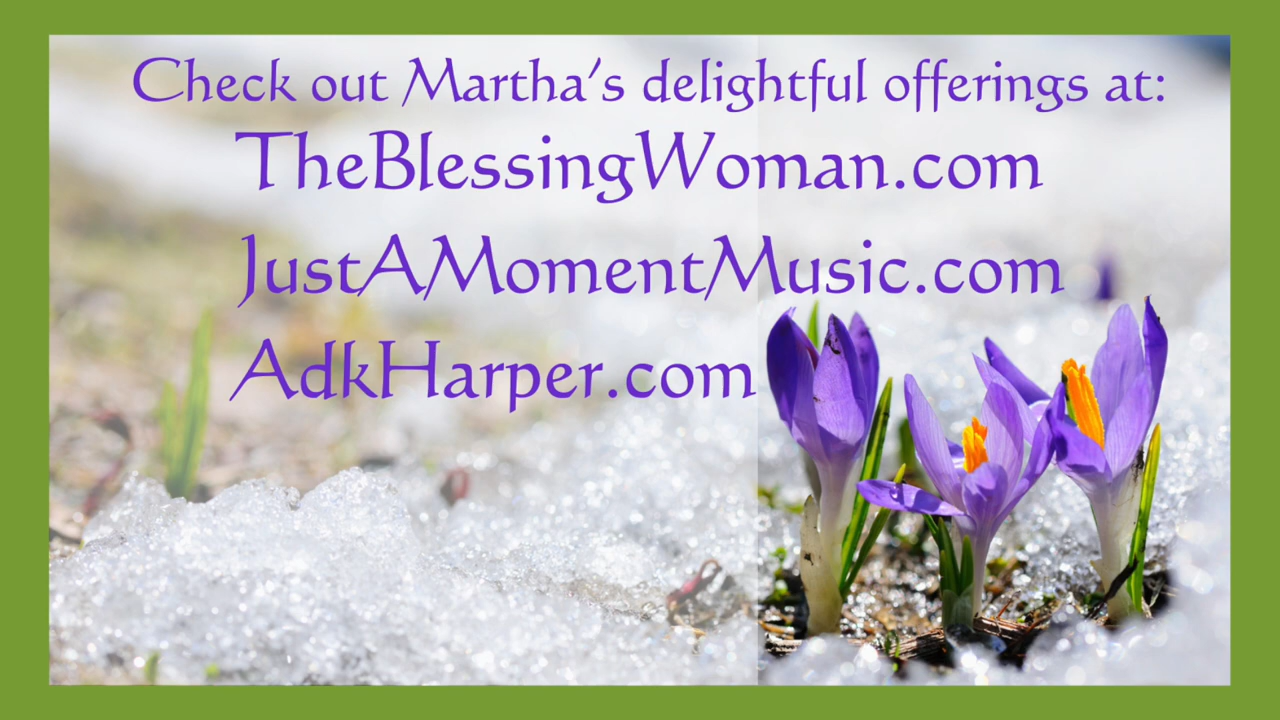 Check out Martha's delightful offerings at:
TheBlessingWoman.com
JustAMomentMusic.com
AdkHarper.com